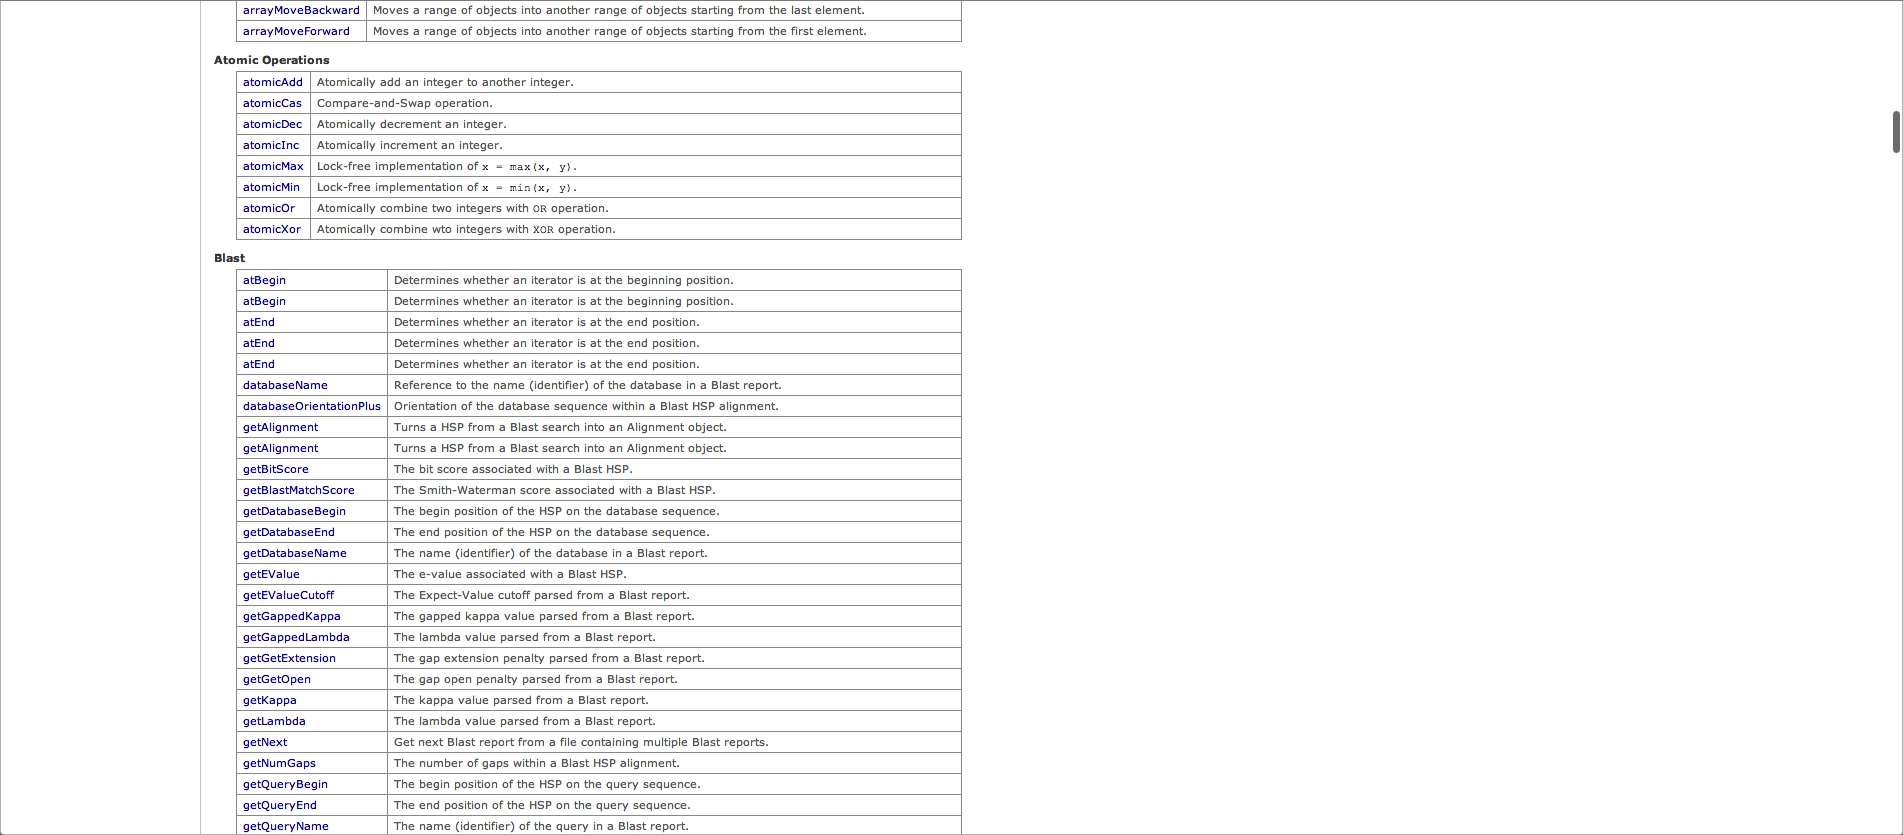 arrayMoveBackward Moves a range of objects into another range of objects starting from the last element.
arrayMoveForward Moves a range of objects into another range of objects starting from the first element.
Atomic Operations
atomicAdd Atomically add an integer to another integer.
atomicCas Compare-and-Swap operation.
atomicDec Atomically decrement an integer.
atomicInc Atomically increment an integer.
atomicMax Lock-free implementation of x = max(x, y).
atomicMin Lock-free implementation of x = min(x, y).
atomicOr Atomically combine two integers with OR operation.
atomicXor Atomically combine wto integers with XOR operation.
Blast
atBegin Determines whether an iterator is at the beginning position.
atBegin Determines whether an iterator is at the beginning position.
atEnd Determines whether an iterator is at the end position.
atEnd Determines whether an iterator is at the end position.
atEnd Determines whether an iterator is at the end position.
databaseName Reference to the name (identifier) of the database in a Blast report.
databaseOrientationPlus Orientation of the database sequence within a Blast HSP alignment.
getAlignment Turns a HSP from a Blast search into an Alignment object.
getAlignment Turns a HSP from a Blast search into an Alignment object.
getBitScore The bit score associated with a Blast HSP.
getBlastMatchScore The Smith-Waterman score associated with a Blast HSP.
getDatabaseBegin The begin position of the HSP on the database sequence.
getDatabaseEnd The end position of the HSP on the database sequence.
getDatabaseName The name (identifier) of the database in a Blast report.
getEValue The e-value associated with a Blast HSP.
getEValueCutoff The Expect-Value cutoff parsed from a Blast report.
getGappedKappa The gapped kappa value parsed from a Blast report.
getGappedLambda The lambda value parsed from a Blast report.
getGetExtension The gap extension penalty parsed from a Blast report.
getGetOpen The gap open penalty parsed from a Blast report.
getKappa The kappa value parsed from a Blast report.
getLambda The lambda value parsed from a Blast report.
getNext Get next Blast report from a file containing multiple Blast reports.
getNumGaps The number of gaps within a Blast HSP alignment.
getQueryBegin The begin position of the HSP on the query sequence.
getQueryEnd The end position of the HSP on the query sequence.
getQueryName The name (identifier) of the query in a Blast report.